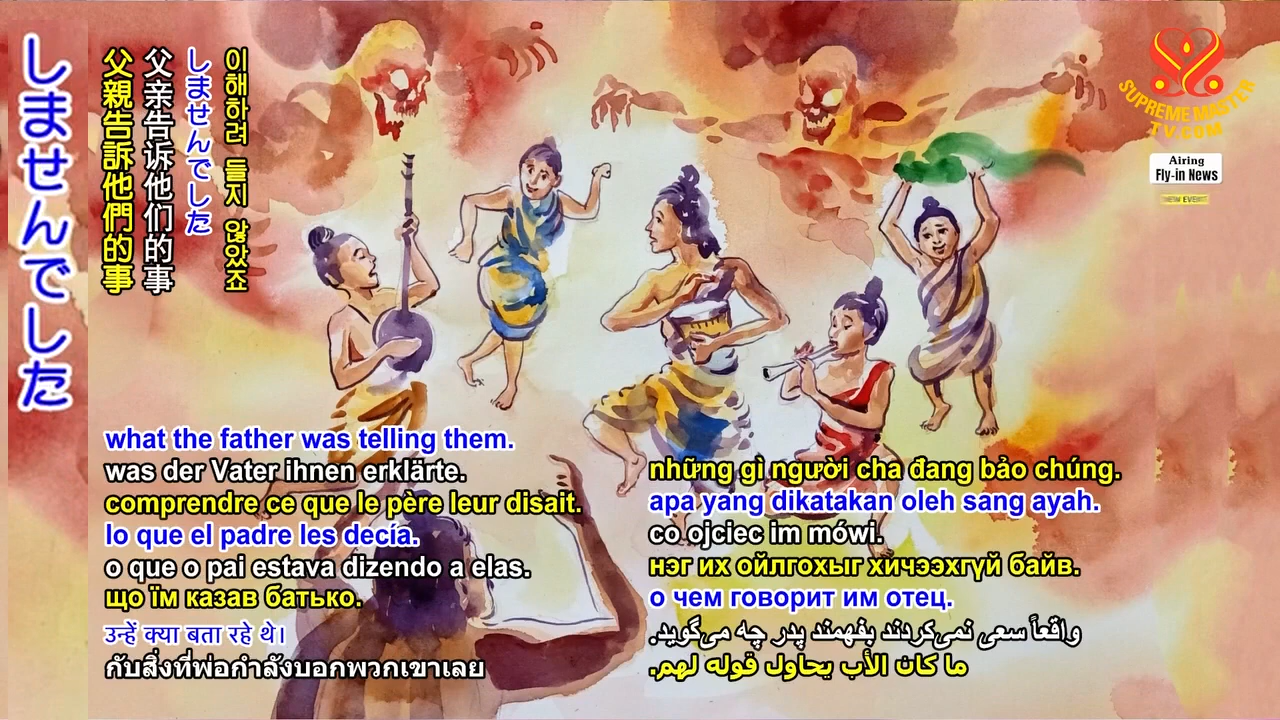 しませんでした
父親告訴他們的事
父亲告诉他们的事
しませんでした
이해하려 들지 않았죠
SUPREME MASTER
TV.COM
Airing
Fly-in News
what the father was telling them.
was der Vater ihnen erklärte.
comprendre ce que le père leur disait.
lo que el padre les decía.
o que o pai estava dizendo a elas.
що їм казав батько.
उन्हें क्या बता रहे थे।
กับสิ่งที่พ่อกำลังบอกพวกเขาเลย
những gì người cha đang bảo chúng.
apa yang dikatakan oleh sang ayah.
co ojciec im mówi.
нэг их ойлгохыг хичээхгүй байв.
о чем говорит им отец.
واقعاً سعی نمی‌کردند بفهمند پدر چه می‌گوید.
ما كان الأب يحاول قوله لهم.